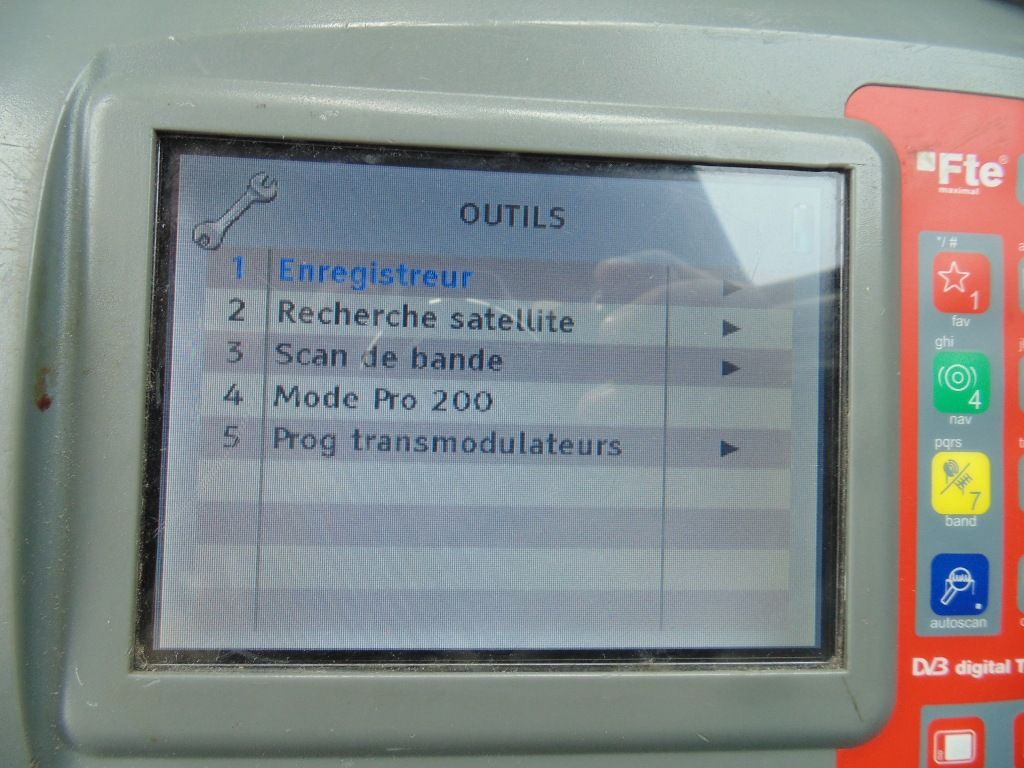 OUTILS
1 Enregistreur
2 Recherche satellite
3 Scan de bande
4 Mode Pro 200
5 Prog transmodulateurs
Fte®
maximal
*/ #
1
fav
ghi
4
nav
pqrs
7
band
.
autoscan
DVB digital T